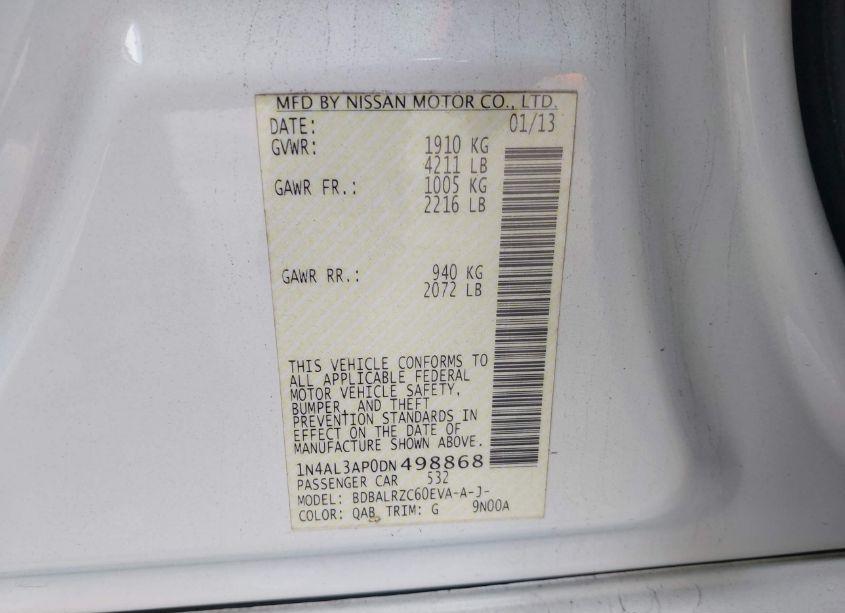 MFD BY NISSAN MOTOR CO., LTD.
DATE: 01/13
GVWR: 1910 KG
4211 LB
GAWR FR.: 1005 KG
2216 LB
GAWR RR.: 940 KG
2072 LB
THIS VEHICLE CONFORMS TO
ALL APPLICABLE FEDERAL
MOTOR VEHICLE SAFETY,
BUMPER, AND THEFT
PREVENTION STANDARDS IN
EFFECT ON THE DATE OF
MANUFACTURE SHOWN ABOVE.
1N4AL3AP0DN498868
PASSENGER CAR 532
MODEL: BDBALRZC60EVA-A-J-
COLOR: QAB TRIM: G 9N00A